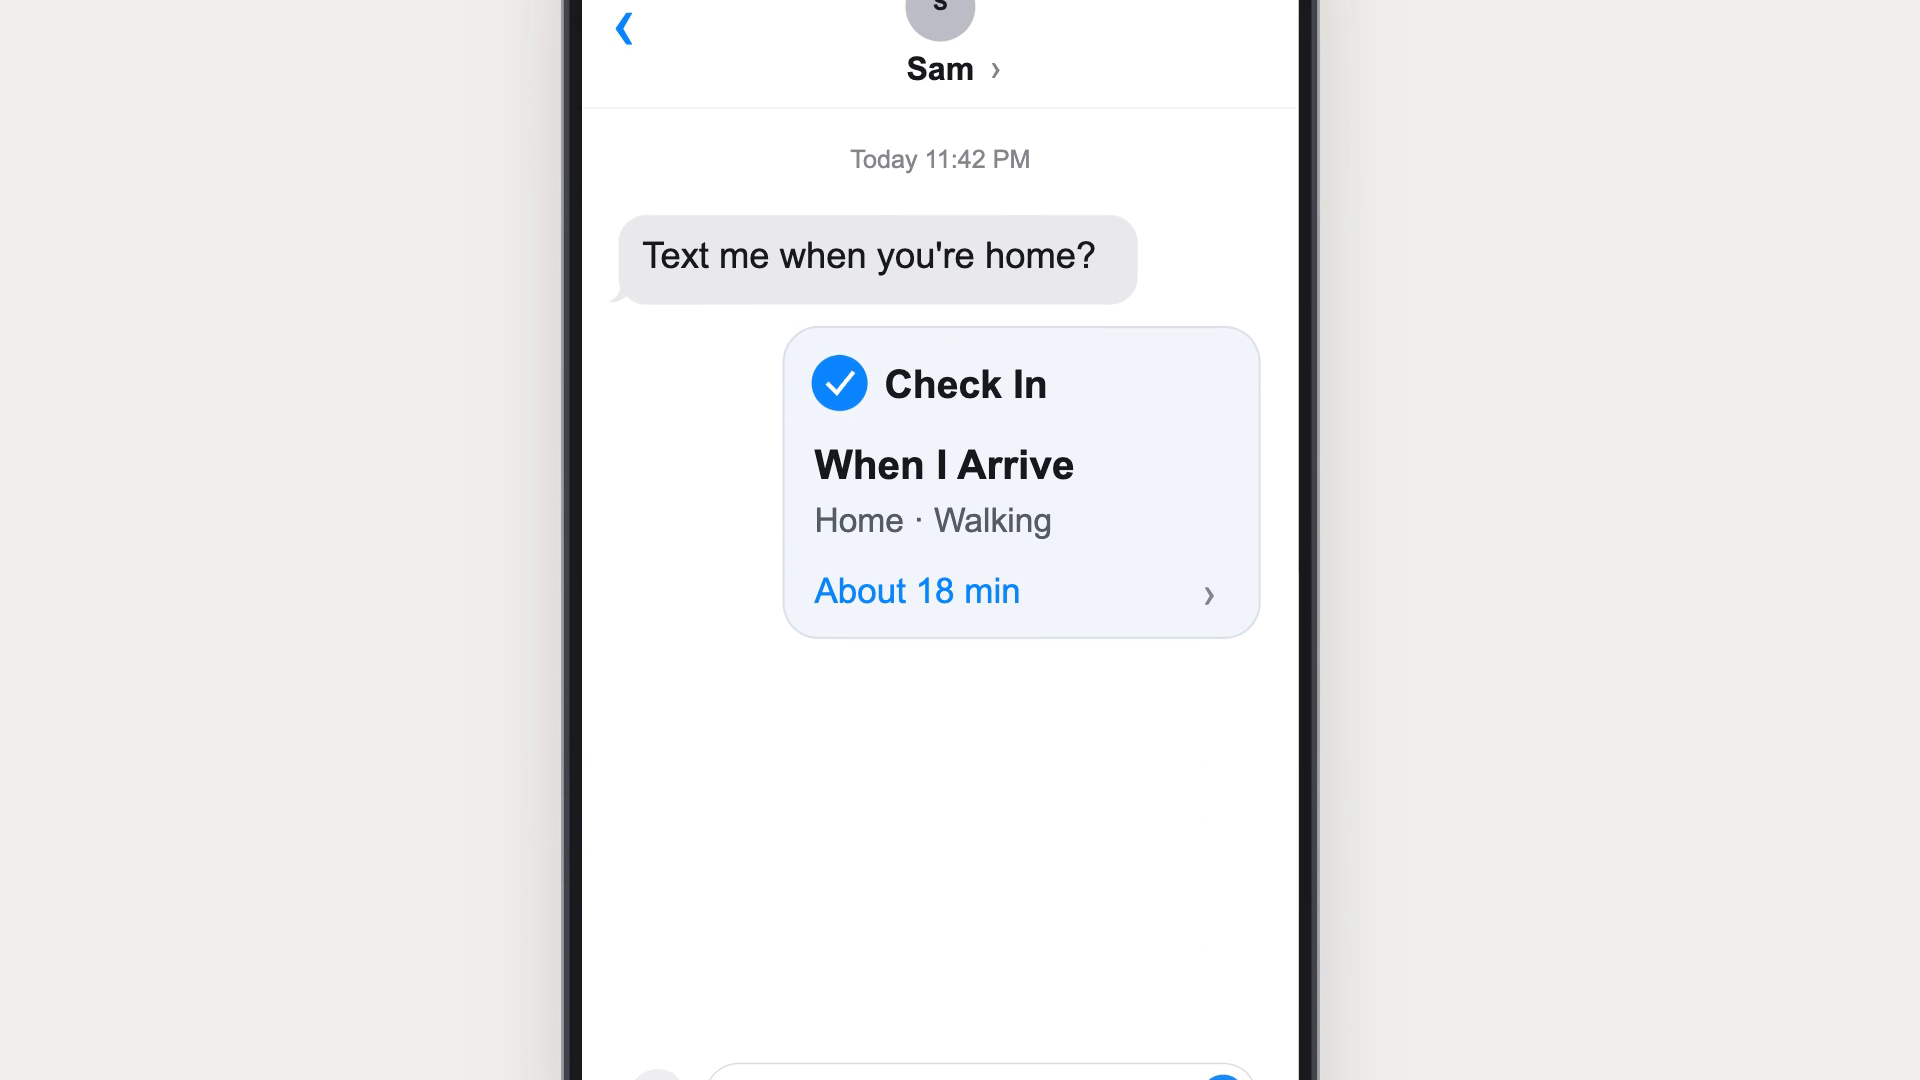 S
Sam ›
Today 11:42 PM
Text me when you're home?
Check In
When I Arrive
Home · Walking
About 18 min ›